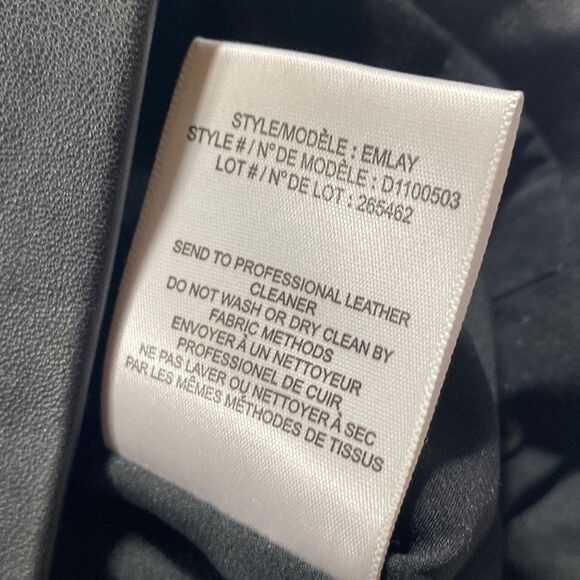 STYLE/MODÈLE : EMLAY
STYLE # / N° DE MODÈLE : D1100503
LOT # / N° DE LOT : 265462
SEND TO PROFESSIONAL LEATHER
CLEANER
DO NOT WASH OR DRY CLEAN BY
FABRIC METHODS
ENVOYER À UN NETTOYEUR
PROFESSIONEL DE CUIR
NE PAS LAVER OU NETTOYER À SEC
PAR LES MÊMES MÉTHODES DE TISSUS